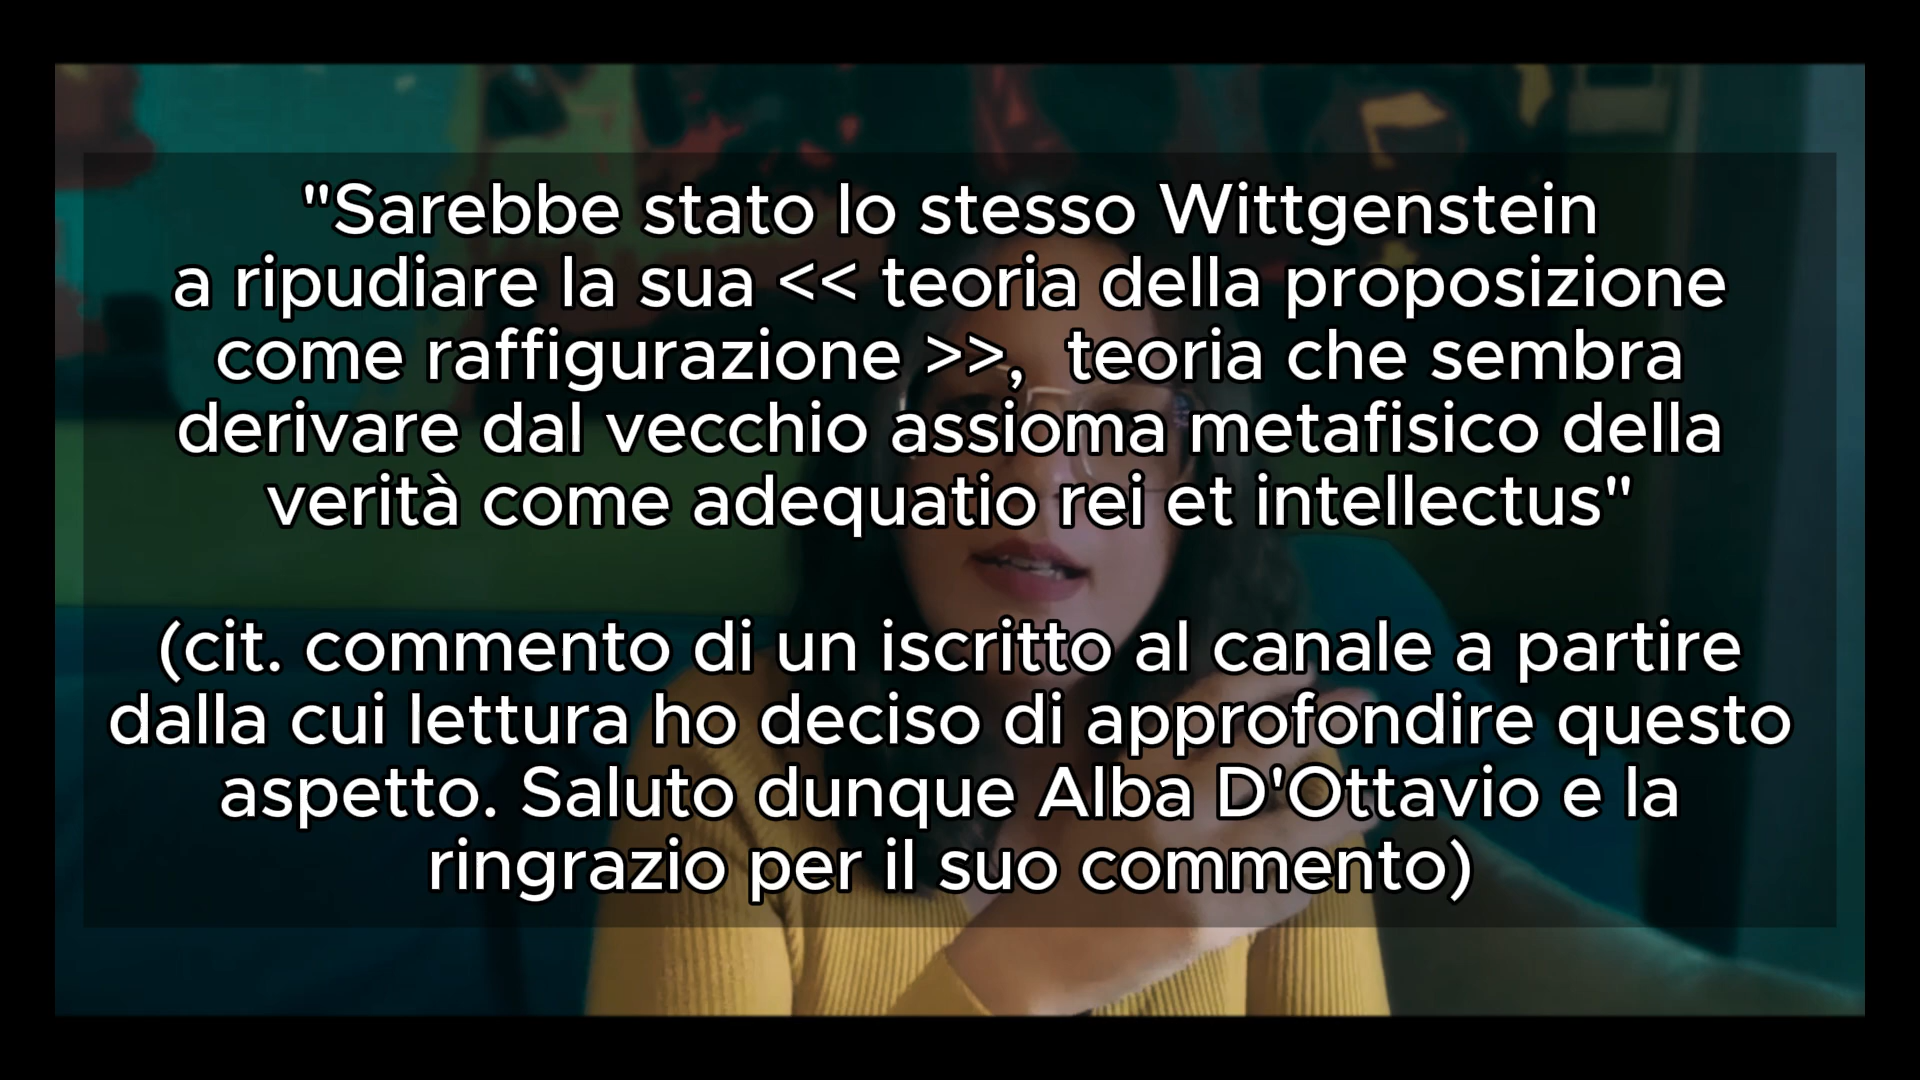 "Sarebbe stato lo stesso Wittgenstein
a ripudiare la sua << teoria della proposizione
come raffigurazione >>,  teoria che sembra
derivare dal vecchio assioma metafisico della
verità come adequatio rei et intellectus"
(cit. commento di un iscritto al canale a partire
dalla cui lettura ho deciso di approfondire questo
aspetto. Saluto dunque Alba D'Ottavio e la
ringrazio per il suo commento)